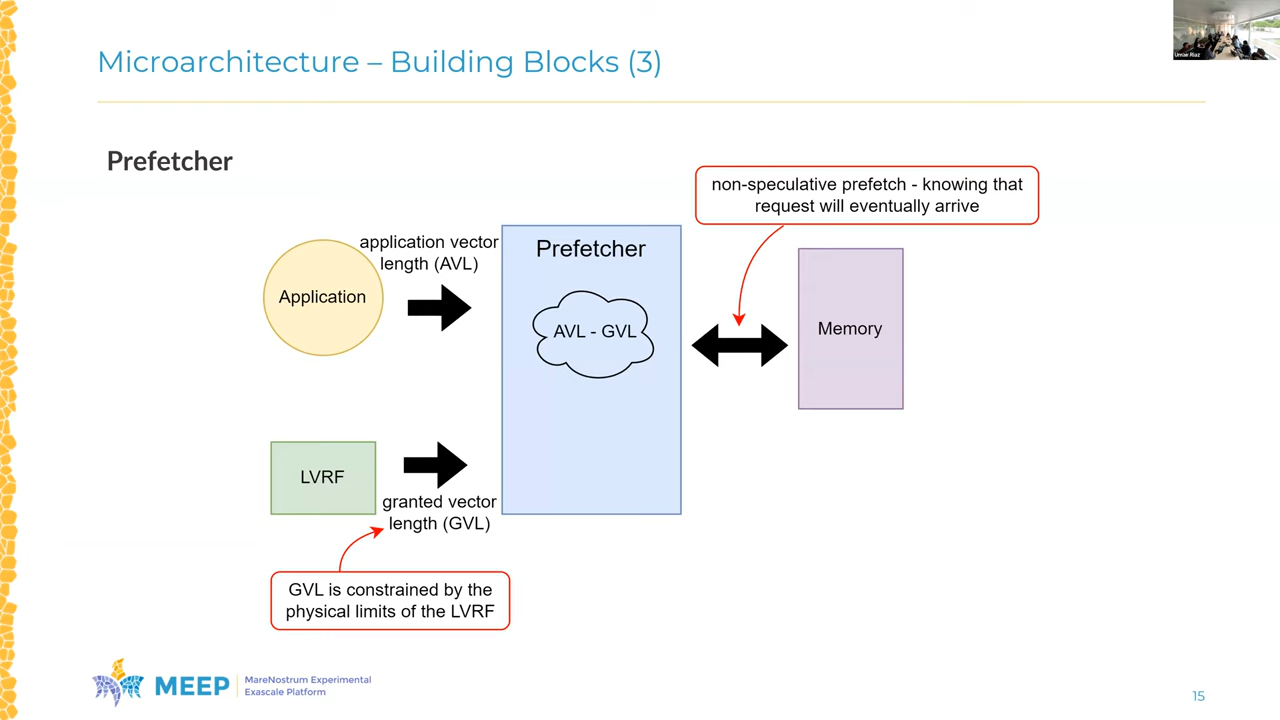 Microarchitecture – Building Blocks (3)
Umair Riaz
Prefetcher
non-speculative prefetch - knowing that
request will eventually arrive
application vector
length (AVL)
Prefetcher
Application
AVL - GVL
Memory
LVRF
granted vector
length (GVL)
GVL is constrained by the
physical limits of the LVRF
MEEP
MareNostrum Experimental
Exascale Platform
15